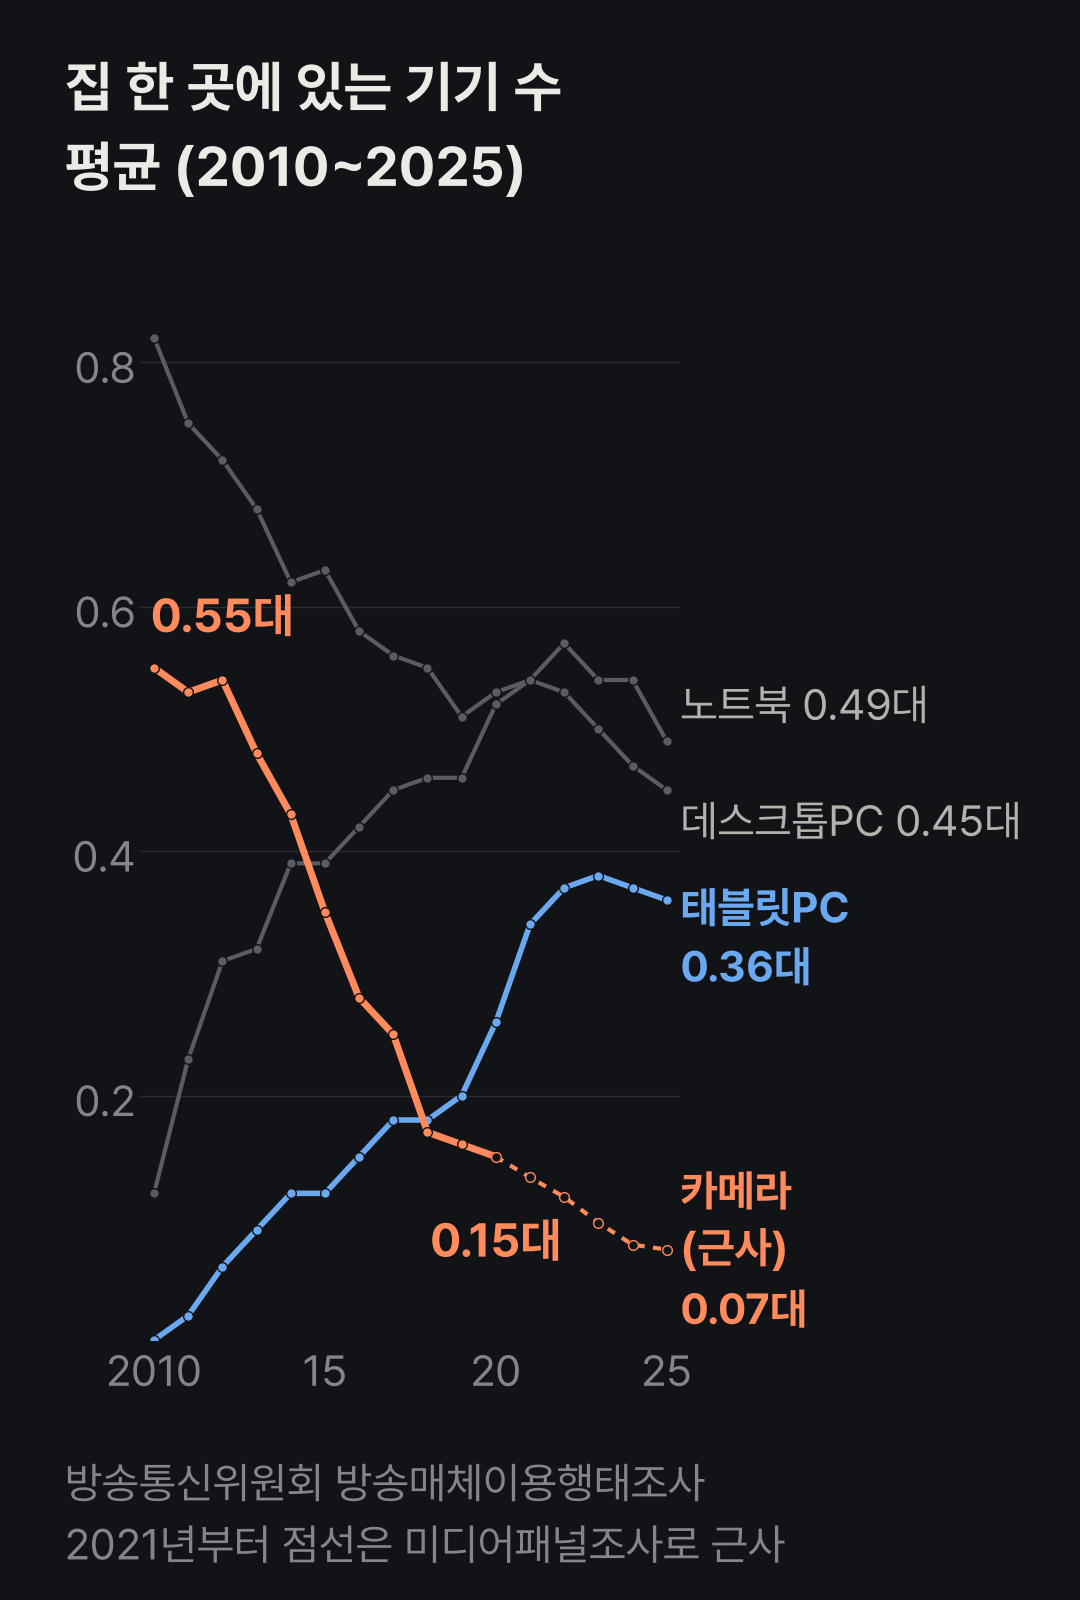 집 한 곳에 있는 기기 수
평균 (2010~2025)
0.8
0.6
0.55대
노트북 0.49대
데스크톱PC 0.45대
0.4
태블릿PC
0.36대
0.2
카메라
(근사)
0.15대
0.07대
2010 15 20 25
방송통신위원회 방송매체이용행태조사
2021년부터 점선은 미디어패널조사로 근사